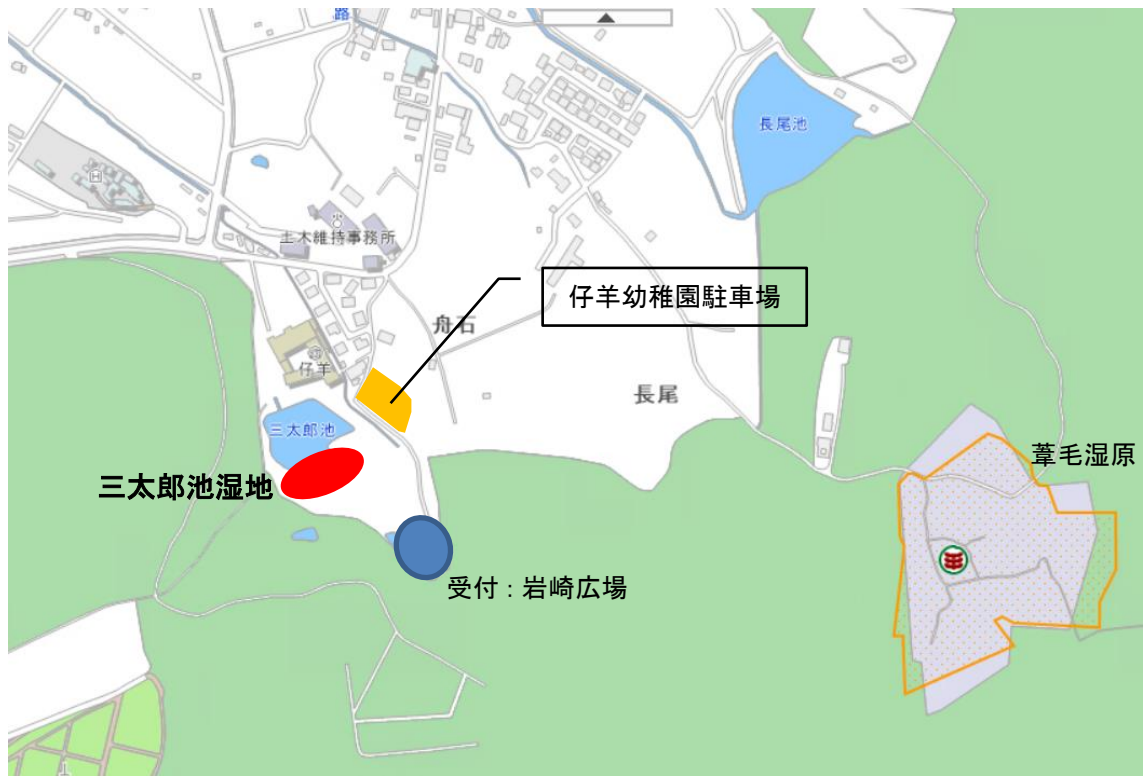 路
長尾池
土木維持事務所
仔羊幼稚園駐車場
舟石
仔羊
長尾
三太郎池
葦毛湿原
三太郎池湿地
受付：岩崎広場